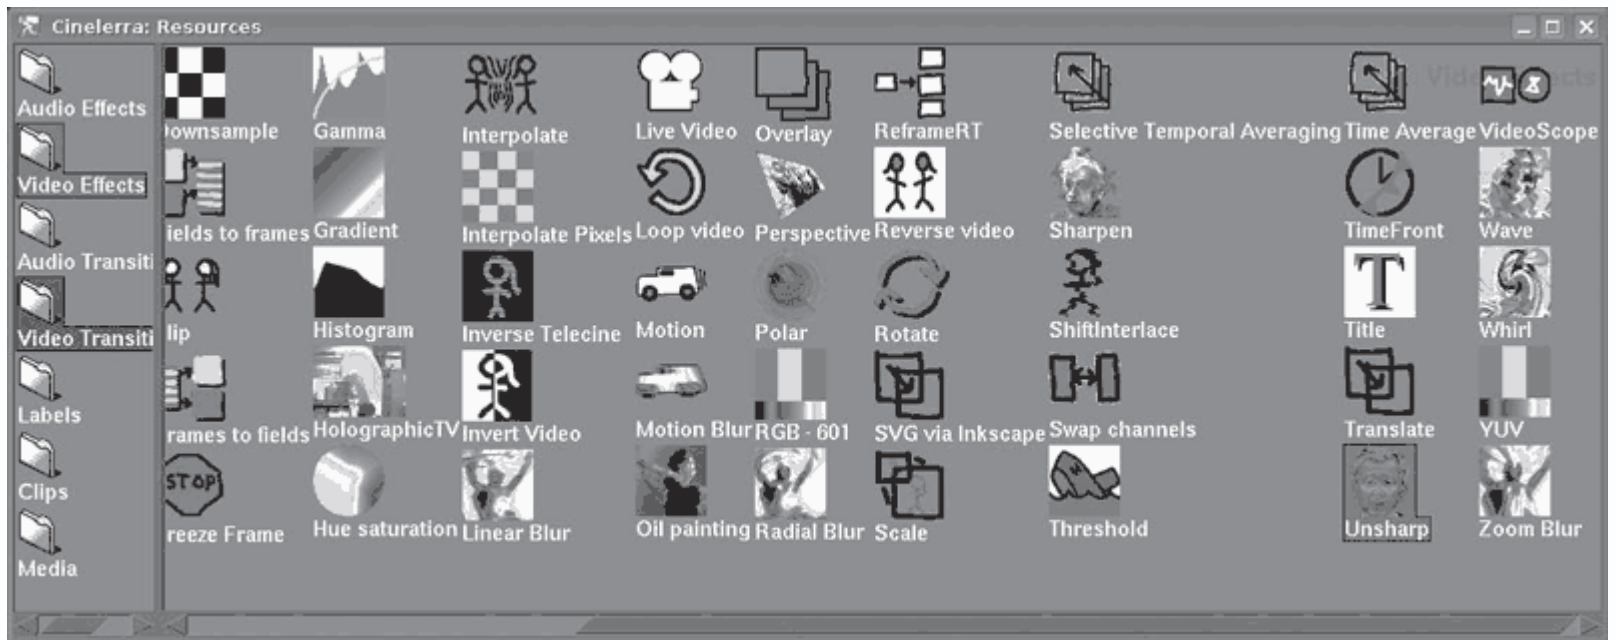 Cinelerra: Resources
Video Effects
Audio Effects
Video Effects
Audio Transiti
Video Transiti
Labels
Clips
Media
ownsample Gamma Interpolate Live Video Overlay ReframeRT Selective Temporal Averaging Time Average VideoScope
ields to frames Gradient Interpolate Pixels Loop video Perspective Reverse video Sharpen TimeFront Wave
lip Histogram Inverse Telecine Motion Polar Rotate ShiftInterlace T Title Whirl
rames to fields HolographicTV Invert Video Motion Blur RGB - 601 SVG via Inkscape Swap channels Translate YUV
STOP
reeze Frame Hue saturation Linear Blur Oil painting Radial Blur Scale Threshold Unsharp Zoom Blur